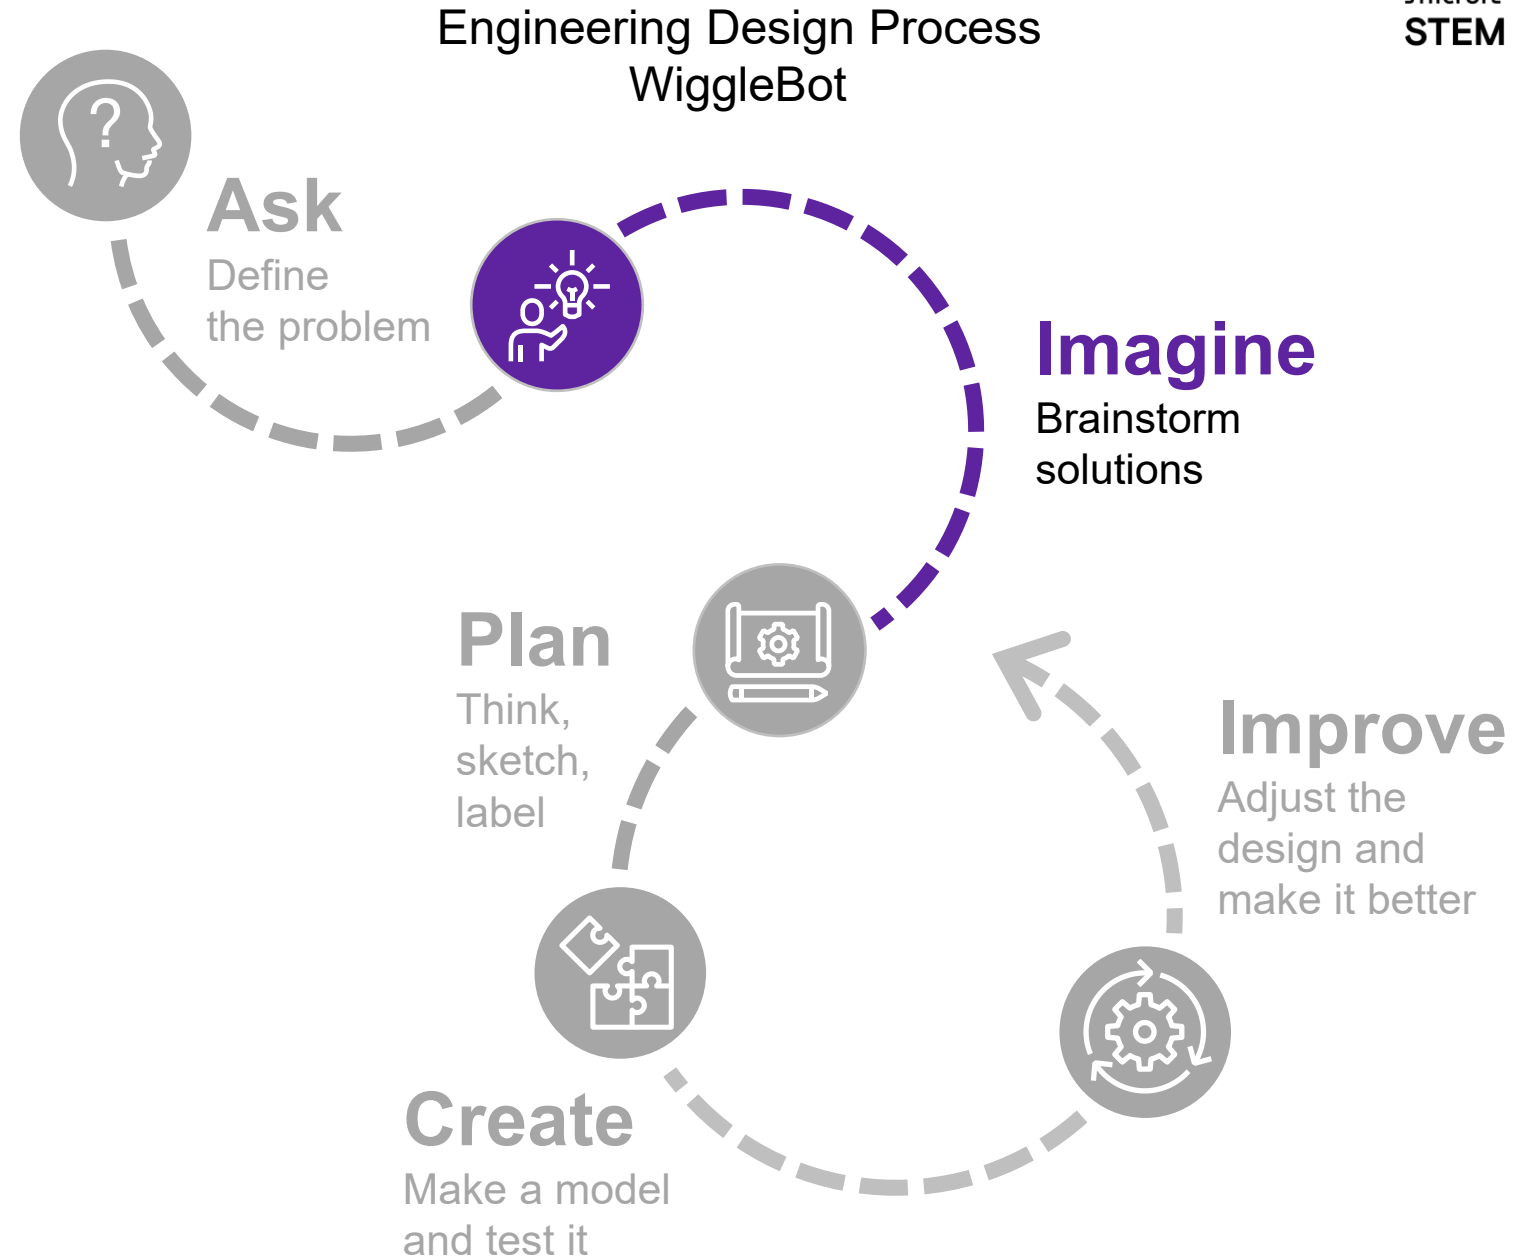 Engineering Design Process
WiggleBot
STEM
Ask
Define
the problem
Imagine
Brainstorm
solutions
Plan
Think,
sketch,
label
Improve
Adjust the
design and
make it better
Create
Make a model
and test it